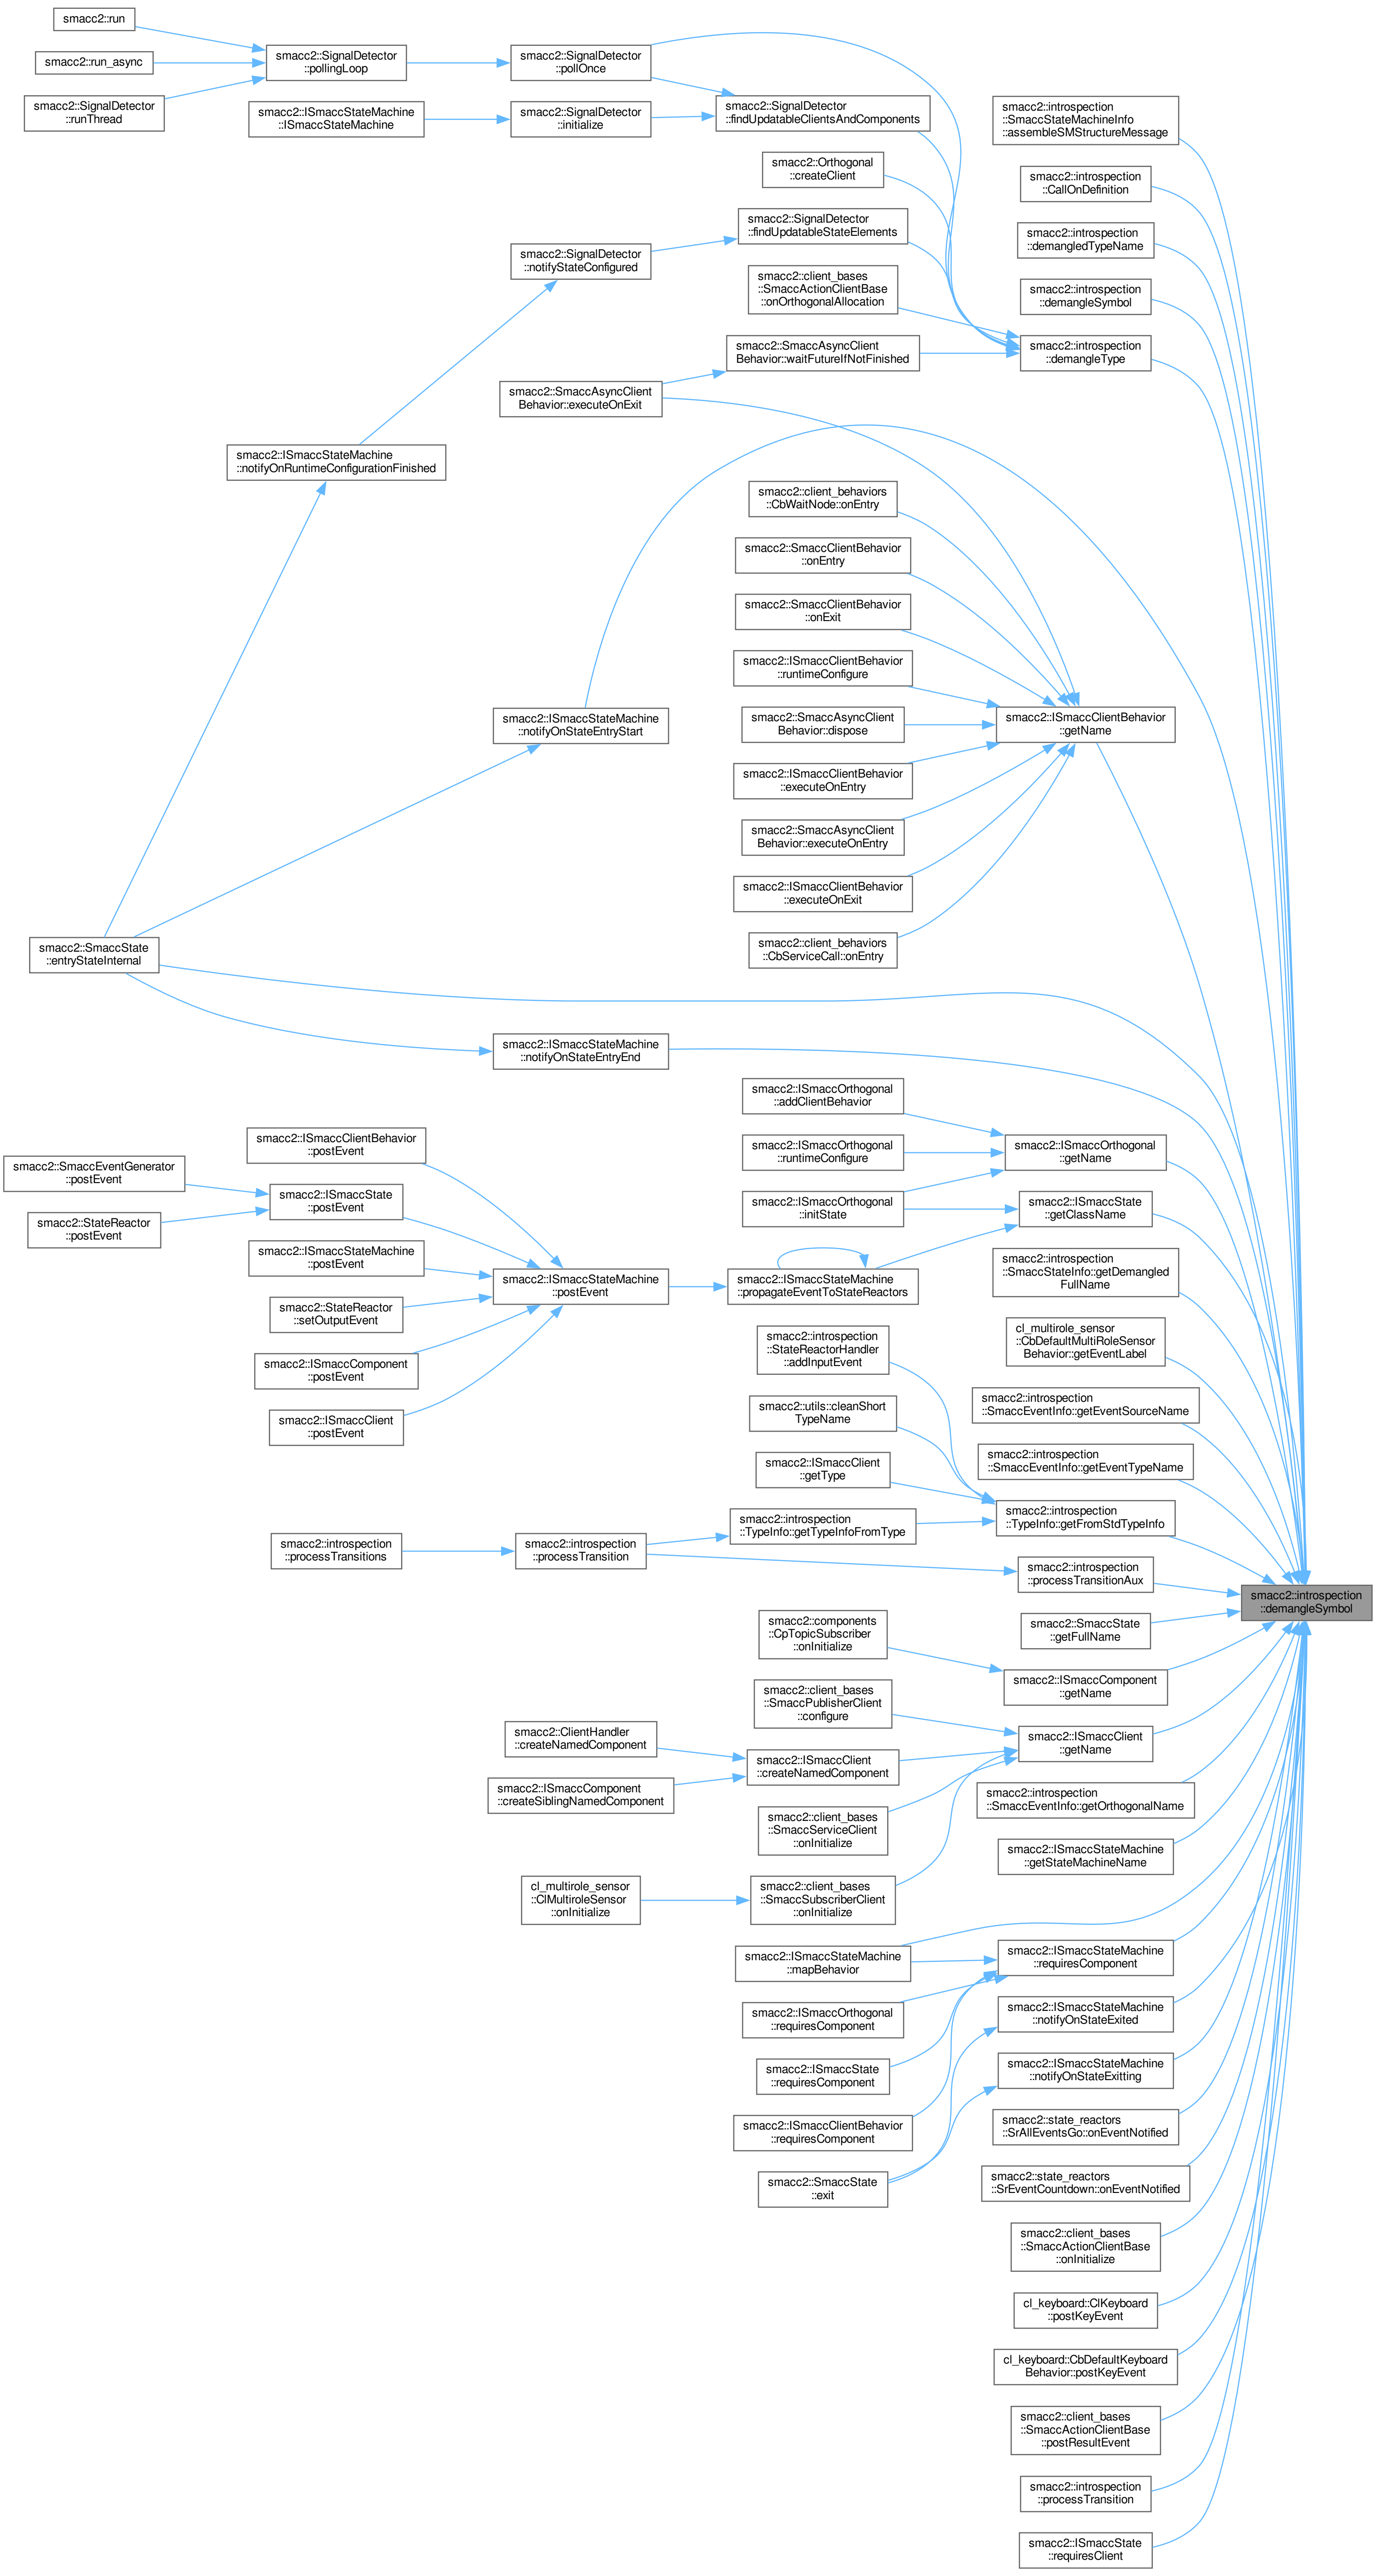 smacc2::run
smacc2::run_async
smacc2::SignalDetector
::runThread
smacc2::SignalDetector
::pollingLoop
smacc2::ISmaccStateMachine
::ISmaccStateMachine
smacc2::SignalDetector
::pollOnce
smacc2::SignalDetector
::initialize
smacc2::SignalDetector
::findUpdatableClientsAndComponents
smacc2::Orthogonal
::createClient
smacc2::SignalDetector
::findUpdatableStateElements
smacc2::SignalDetector
::notifyStateConfigured
smacc2::client_bases
::SmaccActionClientBase
::onOrthogonalAllocation
smacc2::SmaccAsyncClient
Behavior::waitFutureIfNotFinished
smacc2::SmaccAsyncClient
Behavior::executeOnExit
smacc2::introspection
::SmaccStateMachineInfo
::assembleSMStructureMessage
smacc2::introspection
::CallOnDefinition
smacc2::introspection
::demangledTypeName
smacc2::introspection
::demangleSymbol
smacc2::introspection
::demangleType
smacc2::ISmaccStateMachine
::notifyOnRuntimeConfigurationFinished
smacc2::client_behaviors
::CbWaitNode::onEntry
smacc2::SmaccClientBehavior
::onEntry
smacc2::SmaccClientBehavior
::onExit
smacc2::ISmaccClientBehavior
::runtimeConfigure
smacc2::SmaccAsyncClient
Behavior::dispose
smacc2::ISmaccClientBehavior
::executeOnEntry
smacc2::SmaccAsyncClient
Behavior::executeOnEntry
smacc2::ISmaccClientBehavior
::executeOnExit
smacc2::client_behaviors
::CbServiceCall::onEntry
smacc2::ISmaccClientBehavior
::getName
smacc2::ISmaccStateMachine
::notifyOnStateEntryStart
smacc2::SmaccState
::entryStateInternal
smacc2::ISmaccStateMachine
::notifyOnStateEntryEnd
smacc2::ISmaccOrthogonal
::addClientBehavior
smacc2::ISmaccOrthogonal
::runtimeConfigure
smacc2::ISmaccOrthogonal
::initState
smacc2::ISmaccOrthogonal
::getName
smacc2::ISmaccState
::getClassName
smacc2::ISmaccClientBehavior
::postEvent
smacc2::SmaccEventGenerator
::postEvent
smacc2::StateReactor
::postEvent
smacc2::ISmaccState
::postEvent
smacc2::ISmaccStateMachine
::postEvent
smacc2::StateReactor
::setOutputEvent
smacc2::ISmaccComponent
::postEvent
smacc2::ISmaccClient
::postEvent
smacc2::ISmaccStateMachine
::postEvent
smacc2::ISmaccStateMachine
::propagateEventToStateReactors
smacc2::introspection
::SmaccStateInfo::getDemangled
FullName
cl_multirole_sensor
::CbDefaultMultiRoleSensor
Behavior::getEventLabel
smacc2::introspection
::SmaccEventInfo::getEventSourceName
smacc2::introspection
::SmaccEventInfo::getEventTypeName
smacc2::introspection
::StateReactorHandler
::addInputEvent
smacc2::utils::cleanShort
TypeName
smacc2::ISmaccClient
::getType
smacc2::introspection
::TypeInfo::getTypeInfoFromType
smacc2::introspection
::TypeInfo::getFromStdTypeInfo
smacc2::introspection
::processTransitions
smacc2::introspection
::processTransition
smacc2::introspection
::processTransitionAux
smacc2::introspection
::demangleSymbol
smacc2::SmaccState
::getFullName
smacc2::components
::CpTopicSubscriber
::onInitialize
smacc2::ISmaccComponent
::getName
smacc2::client_bases
::SmaccPublisherClient
::configure
smacc2::ISmaccClient
::getName
smacc2::ClientHandler
::createNamedComponent
smacc2::ISmaccComponent
::createSiblingNamedComponent
smacc2::ISmaccClient
::createNamedComponent
smacc2::client_bases
::SmaccServiceClient
::onInitialize
cl_multirole_sensor
::ClMultiroleSensor
::onInitialize
smacc2::client_bases
::SmaccSubscriberClient
::onInitialize
smacc2::introspection
::SmaccEventInfo::getOrthogonalName
smacc2::ISmaccStateMachine
::getStateMachineName
smacc2::ISmaccStateMachine
::mapBehavior
smacc2::ISmaccStateMachine
::requiresComponent
smacc2::ISmaccOrthogonal
::requiresComponent
smacc2::ISmaccState
::requiresComponent
smacc2::ISmaccClientBehavior
::requiresComponent
smacc2::SmaccState
::exit
smacc2::ISmaccStateMachine
::notifyOnStateExited
smacc2::ISmaccStateMachine
::notifyOnStateExitting
smacc2::state_reactors
::SrAllEventsGo::onEventNotified
smacc2::state_reactors
::SrEventCountdown::onEventNotified
smacc2::client_bases
::SmaccActionClientBase
::onInitialize
cl_keyboard::ClKeyboard
::postKeyEvent
cl_keyboard::CbDefaultKeyboard
Behavior::postKeyEvent
smacc2::client_bases
::SmaccActionClientBase
::postResultEvent
smacc2::introspection
::processTransition
smacc2::ISmaccState
::requiresClient